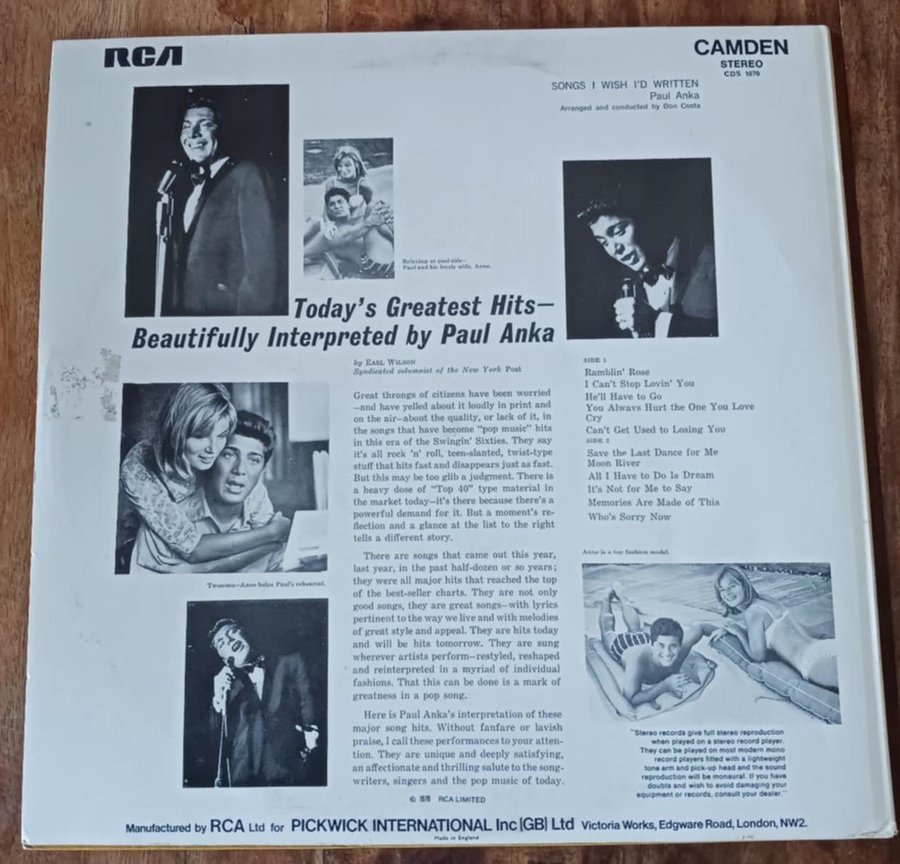 RCA
CAMDEN
STEREO
CDS 1070
SONGS I WISH I'D WRITTEN
Paul Anka
Arranged and conducted by Don Costa
Relaxing at pool side—
Paul and his lovely wife, Anne.
Today's Greatest Hits—
Beautifully Interpreted by Paul Anka
by EARL WILSON
Syndicated columnist of the New York Post
Great throngs of citizens have been worried
—and have yelled about it loudly in print and
on the air—about the quality, or lack of it, in
the songs that have become "pop music" hits
in this era of the Swingin' Sixties. They say
it's all rock 'n' roll, teen-slanted, twist-type
stuff that hits fast and disappears just as fast.
But this may be too glib a judgment. There is
a heavy dose of "Top 40" type material in
the market today—it's there because there's a
powerful demand for it. But a moment's re-
flection and a glance at the list to the right
tells a different story.
There are songs that came out this year,
last year, in the past half-dozen or so years;
they were all major hits that reached the top
of the best-seller charts. They are not only
good songs, they are great songs—with lyrics
pertinent to the way we live and with melodies
of great style and appeal. They are hits today
and will be hits tomorrow. They are sung
wherever artists perform—restyled, reshaped
and reinterpreted in a myriad of individual
fashions. That this can be done is a mark of
greatness in a pop song.
Here is Paul Anka's interpretation of these
major song hits. Without fanfare or lavish
praise, I call these performances to your atten-
tion. They are unique and deeply satisfying,
an affectionate and thrilling salute to the song-
writers, singers and the pop music of today.
SIDE 1
Ramblin' Rose
I Can't Stop Lovin' You
He'll Have to Go
You Always Hurt the One You Love
Cry
Can't Get Used to Losing You
SIDE 2
Save the Last Dance for Me
Moon River
All I Have to Do Is Dream
It's Not for Me to Say
Memories Are Made of This
Who's Sorry Now
Twosome—Anne helps Paul's rehearsal.
Anne is a top fashion model.
"Stereo records give full stereo reproduction
when played on a stereo record player.
They can be played on most modern mono
record players fitted with a lightweight
tone arm and pick-up head and the sound
reproduction will be monaural. If you have
doubts and wish to avoid damaging your
equipment or records, consult your dealer."
© 1970 RCA LIMITED
Manufactured by RCA Ltd for PICKWICK INTERNATIONAL Inc (GB) Ltd Victoria Works, Edgware Road, London, NW2.
Made in England